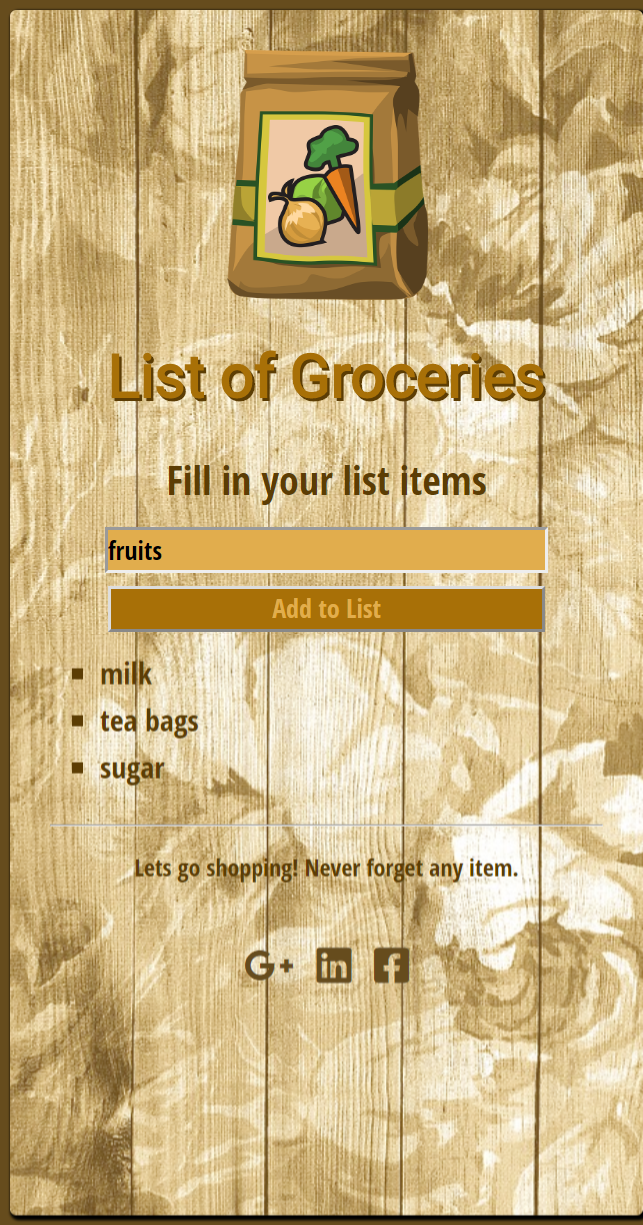 List of Groceries
Fill in your list items
fruits
Add to List
milk
tea bags
sugar
Lets go shopping! Never forget any item.
G+ in f